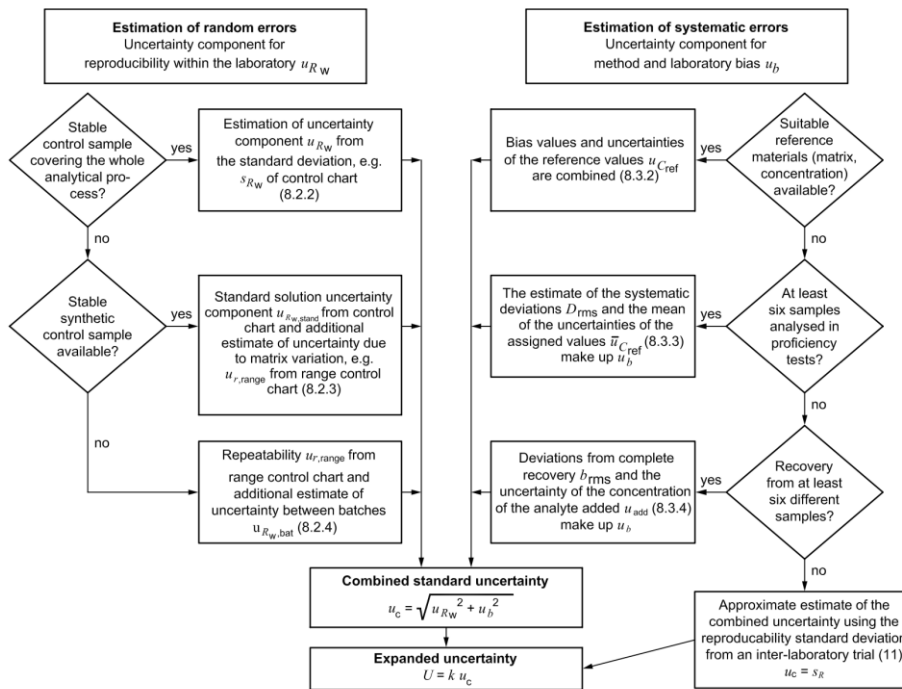 Estimation of random errors
Uncertainty component for
reproducibility within the laboratory u_{R_w}
Estimation of systematic errors
Uncertainty component for
method and laboratory bias u_b
Stable
control sample
covering the whole
analytical pro-
cess?
yes
Estimation of uncertainty
component u_{R_w} from
the standard deviation, e.g.
s_{R_w} of control chart
(8.2.2)
Bias values and uncertainties
of the reference values u_{C_ref}
are combined (8.3.2)
yes
Suitable
reference
materials (matrix,
concentration)
available?
no
no
Stable
synthetic
control sample
available?
yes
Standard solution uncertainty
component u_{R_w,stand} from control
chart and additional
estimate of uncertainty due
to matrix variation, e.g.
u_{r,range} from range control
chart (8.2.3)
The estimate of the systematic
deviations D_rms and the mean
of the uncertainties of the
assigned values u̅_{C_ref} (8.3.3)
make up u_b
yes
At least
six samples
analysed in
proficiency
tests?
no
no
Repeatability u_{r,range} from
range control chart and
additional estimate of
uncertainty between batches
u_{R_w,bat} (8.2.4)
Deviations from complete
recovery b_rms and the
uncertainty of the concentration
of the analyte added u_add (8.3.4)
make up u_b
yes
Recovery
from at least
six different
samples?
no
Combined standard uncertainty
u_c = √(u_{R_w}² + u_b²)
Expanded uncertainty
U = k u_c
Approximate estimate of the
combined uncertainty using the
reproducability standard deviation
from an inter-laboratory trial (11)
u_c = s_R